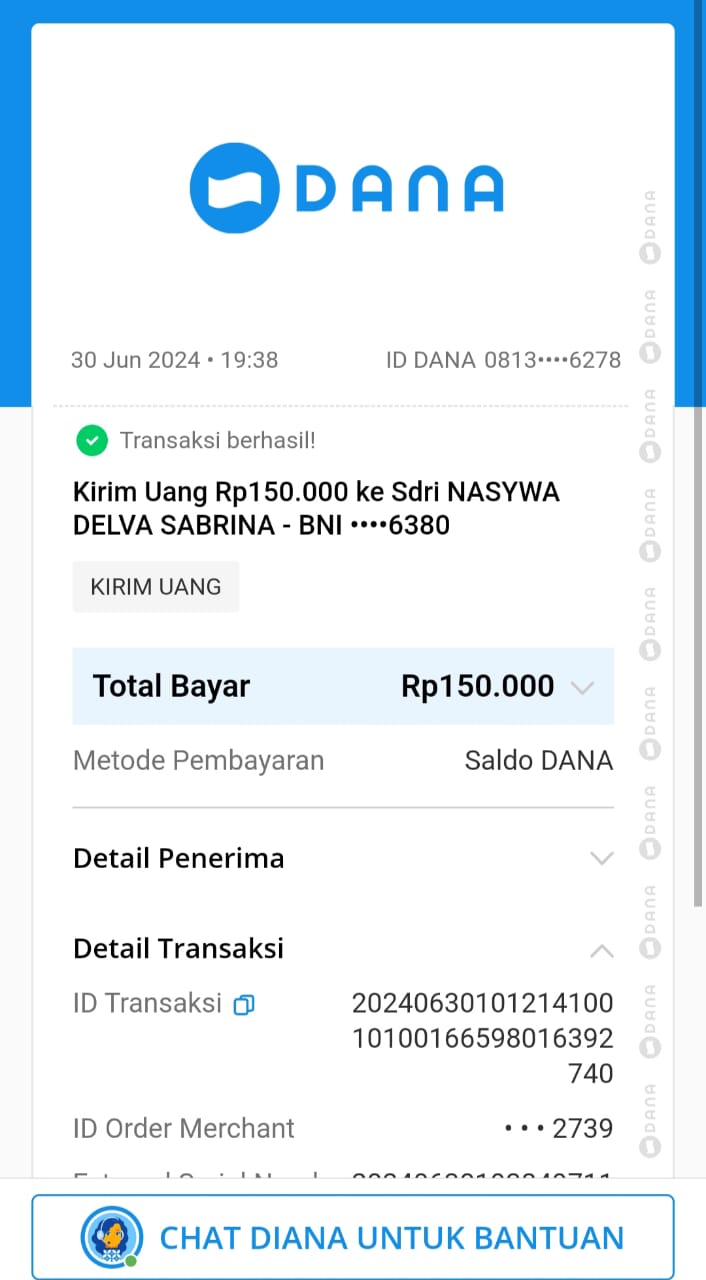 DANA
30 Jun 2024 • 19:38
ID DANA 0813••••6278
Transaksi berhasil!
Kirim Uang Rp150.000 ke Sdri NASYWA
DELVA SABRINA - BNI ••••6380
KIRIM UANG
Total Bayar Rp150.000
Metode Pembayaran Saldo DANA
Detail Penerima
Detail Transaksi
ID Transaksi 20240630101214100
10100166598016392
740
ID Order Merchant •••2739
CHAT DIANA UNTUK BANTUAN
DANA
DANA
DANA
DANA
DANA
DANA
DANA
DANA
DANA
DANA